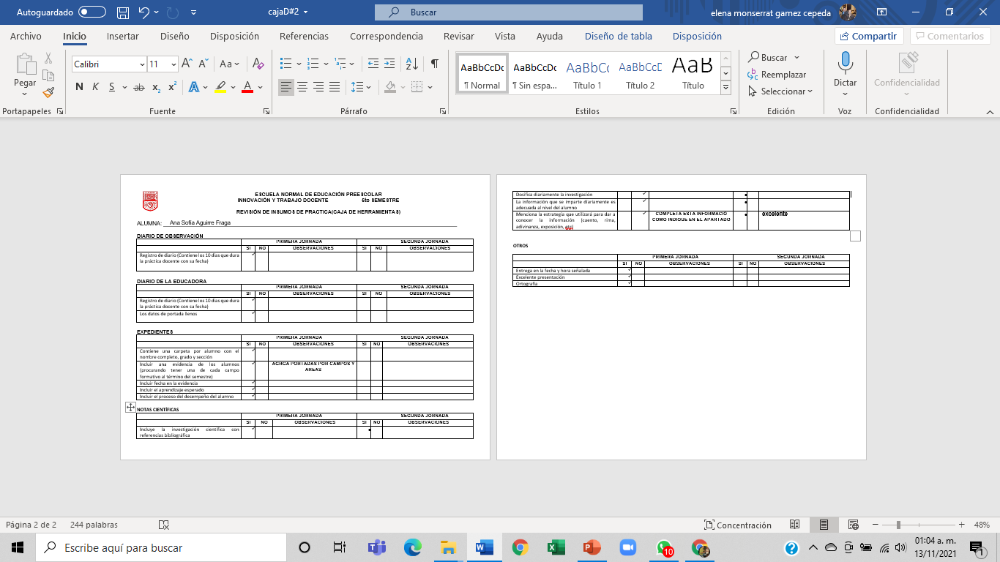 Autoguardado
cajaD#2
Buscar
elena monserrat gamez cepeda
Archivo Inicio Insertar Diseño Disposición Referencias Correspondencia Revisar Vista Ayuda Diseño de tabla Disposición
Compartir Comentarios
Pegar
Calibri 11
AaBbCcDc AaBbCcDc AaBbCc AaBbCcD AaB
¶ Normal ¶ Sin espa... Título 1 Título 2 Título
Buscar
Reemplazar
Seleccionar
Dictar
Confidencialidad
Portapapeles Fuente Párrafo Estilos Edición Voz Confidencialidad
ESCUELA NORMAL DE EDUCACIÓN PREESCOLAR
INNOVACIÓN Y TRABAJO DOCENTE 5to SEMESTRE
REVISIÓN DE INSUMOS DE PRACTICA(CAJA DE HERRAMIENTAS)
ALUMNA: Ana Sofía Aguirre Fraga
DIARIO DE OBSERVACIÓN
PRIMERA JORNADA SEGUNDA JORNADA
SI NO OBSERVACIONES SI NO OBSERVACIONES
Registro de diario (Contiene los 10 días que dura
la práctica docente con su fecha)
DIARIO DE LA EDUCADORA
PRIMERA JORNADA SEGUNDA JORNADA
SI NO OBSERVACIONES SI NO OBSERVACIONES
Registro de diario (Contiene los 10 días que dura
la práctica docente con su fecha)
Los datos de portada llenos
EXPEDIENTES
PRIMERA JORNADA SEGUNDA JORNADA
SI NO OBSERVACIONES SI NO OBSERVACIONES
Contiene una carpeta por alumno con el
nombre completo, grado y sección
Incluir una evidencia de los alumnos
(procurando tener una de cada campo
formativo al término del semestre)
AGRGA PORTADAS POR CAMPOS Y
AREAS
Incluir fecha en la evidencia
Incluir el aprendizaje esperado
Incluir el proceso del desempeño del alumno
NOTAS CIENTÍFICAS
PRIMERA JORNADA SEGUNDA JORNADA
SI NO OBSERVACIONES SI NO OBSERVACIONES
Incluye la investigación científica con
referencias bibliográfica
Dosifica diariamente la investigación
La información que se imparte diariamente es
adecuada al nivel del alumno
Menciona la estrategia que utilizará para dar a
conocer la información (cuento, rima,
adivinanza, exposición, etc)
COMPLETA ESTA INFORMACIÓ
COMO INDIQUE EN EL APARTADO
excelente
OTROS
PRIMERA JORNADA SEGUNDA JORNADA
SI NO OBSERVACIONES SI NO OBSERVACIONES
Entrega en la fecha y hora señalada
Excelente presentación
Ortografía
Página 2 de 2 244 palabras Concentración 48%
Escribe aquí para buscar
10
01:04 a. m.
13/11/2021
1